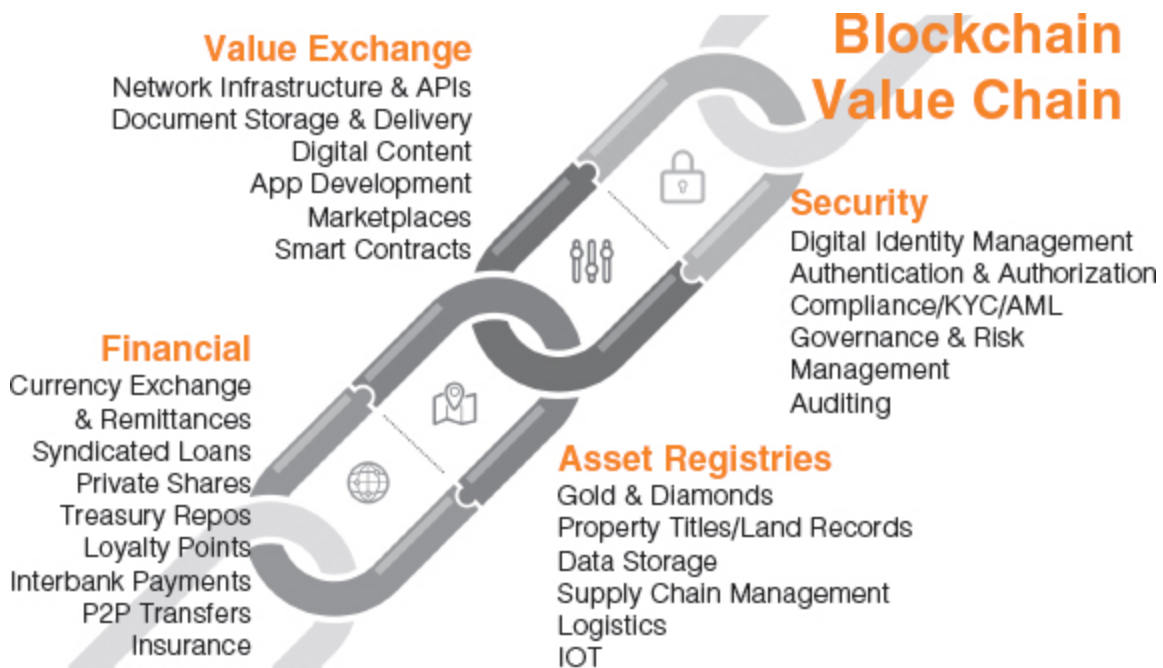 Blockchain
Value Chain
Value Exchange
Network Infrastructure & APIs
Document Storage & Delivery
Digital Content
App Development
Marketplaces
Smart Contracts
Security
Digital Identity Management
Authentication & Authorization
Compliance/KYC/AML
Governance & Risk
Management
Auditing
Financial
Currency Exchange
& Remittances
Syndicated Loans
Private Shares
Treasury Repos
Loyalty Points
Interbank Payments
P2P Transfers
Insurance
Asset Registries
Gold & Diamonds
Property Titles/Land Records
Data Storage
Supply Chain Management
Logistics
IOT